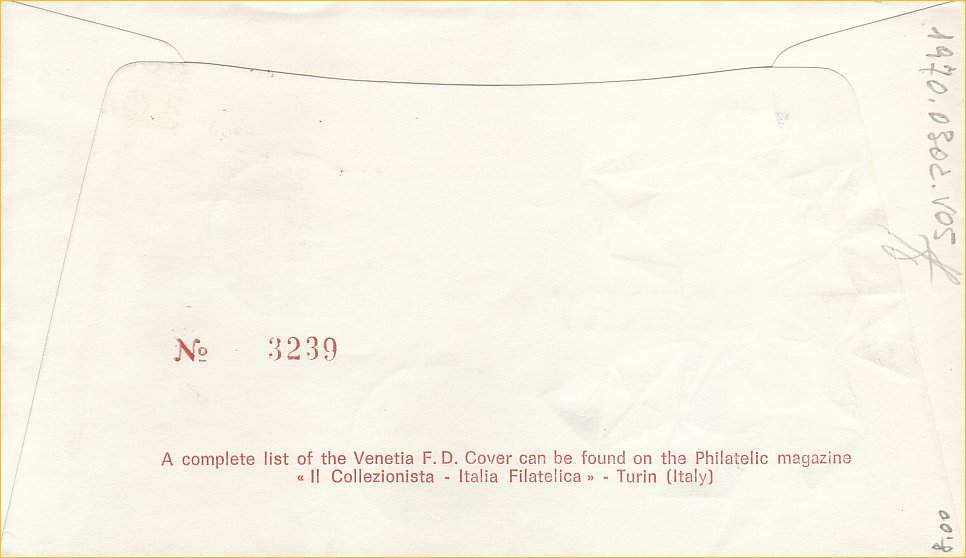 1970.0802.V05
№ 3239
A complete list of the Venetia F. D. Cover can be found on the Philatelic magazine
« Il Collezionista - Italia Filatelica » - Turin (Italy)